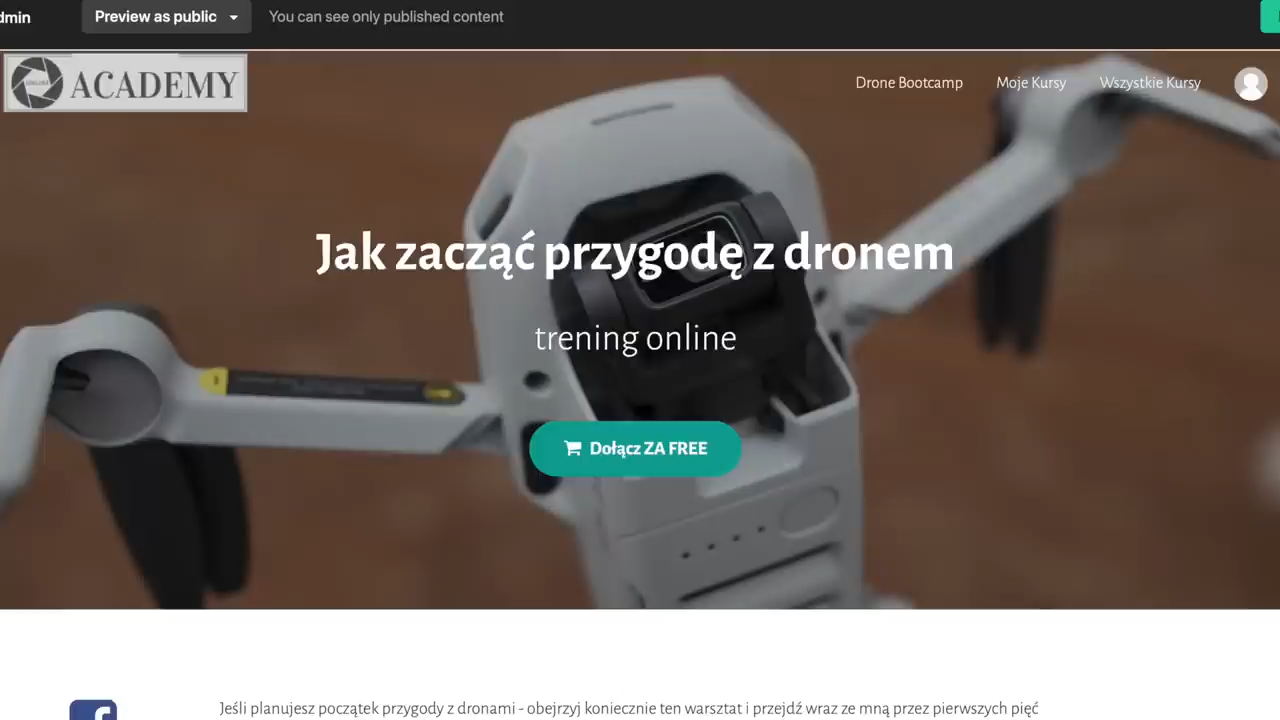 dmin
Preview as public
You can see only published content
ACADEMY
Drone Bootcamp
Moje Kursy
Wszystkie Kursy
Jak zacząć przygodę z dronem
trening online
Dołącz ZA FREE
Jeśli planujesz początek przygody z dronami - obejrzyj koniecznie ten warsztat i przejdź wraz ze mną przez pierwszych pięć